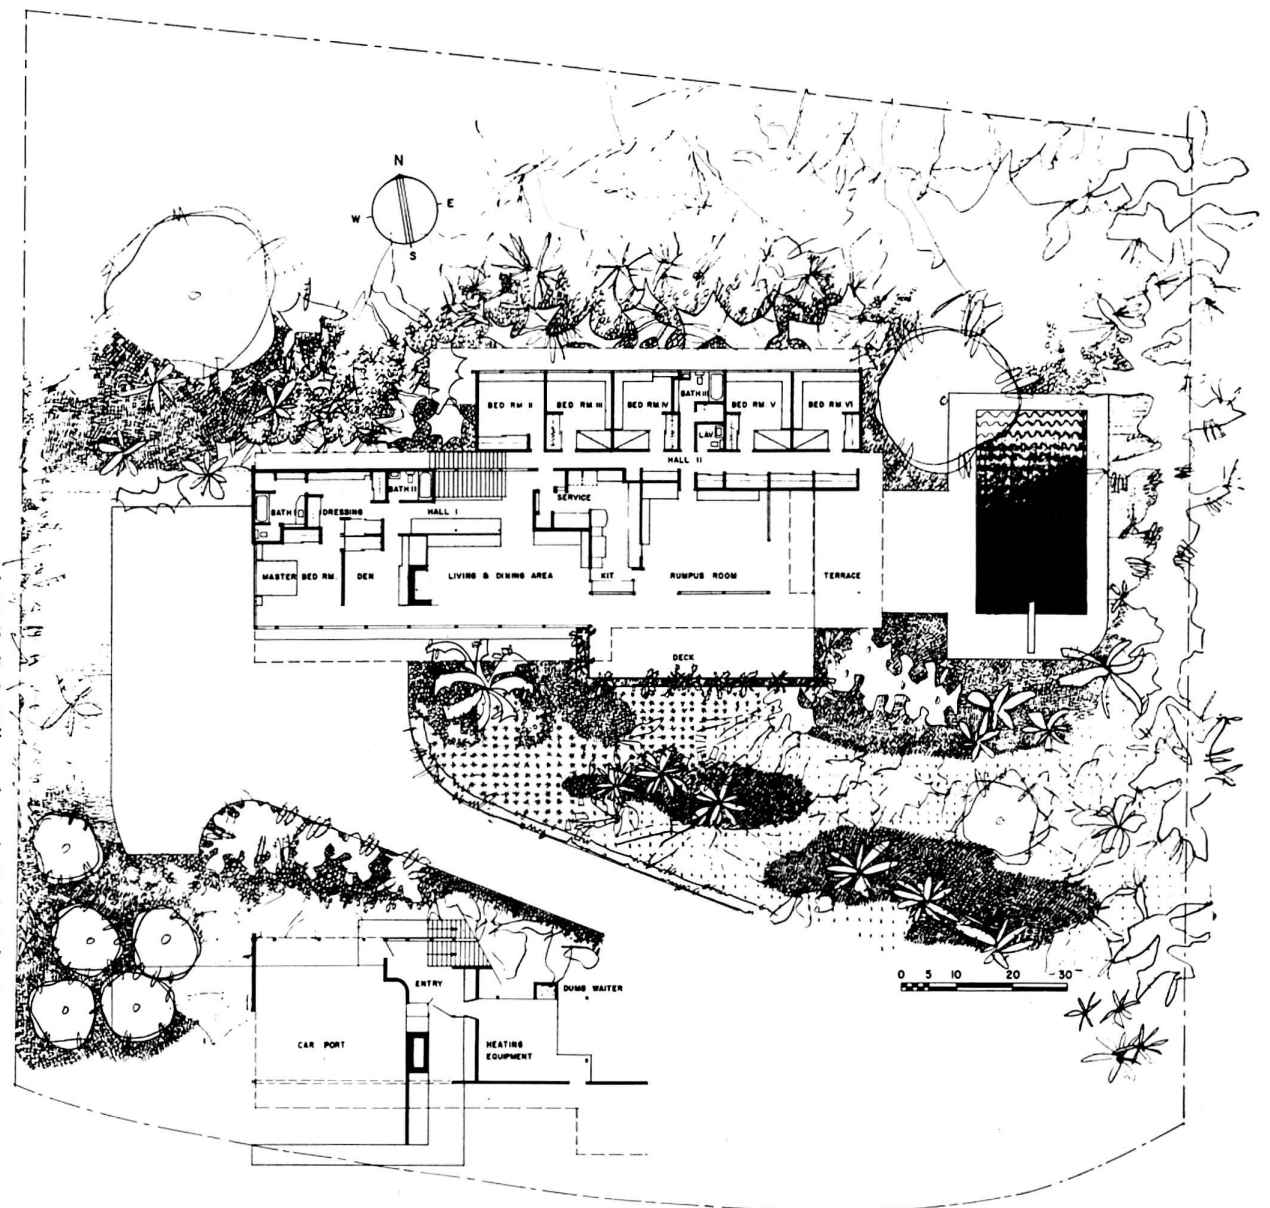 N
W E
S
BED RM II BED RM III BED RM IV BATH III BED RM V BED RM VI
LAV
HALL II
BATH I DRESSING BATH II HALL I SERVICE
MASTER BED RM. DEN LIVING & DINING AREA KIT. RUMPUS ROOM TERRACE
DECK
0 5 10 20 30
ENTRY DUMB WAITER
CAR PORT HEATING
EQUIPMENT